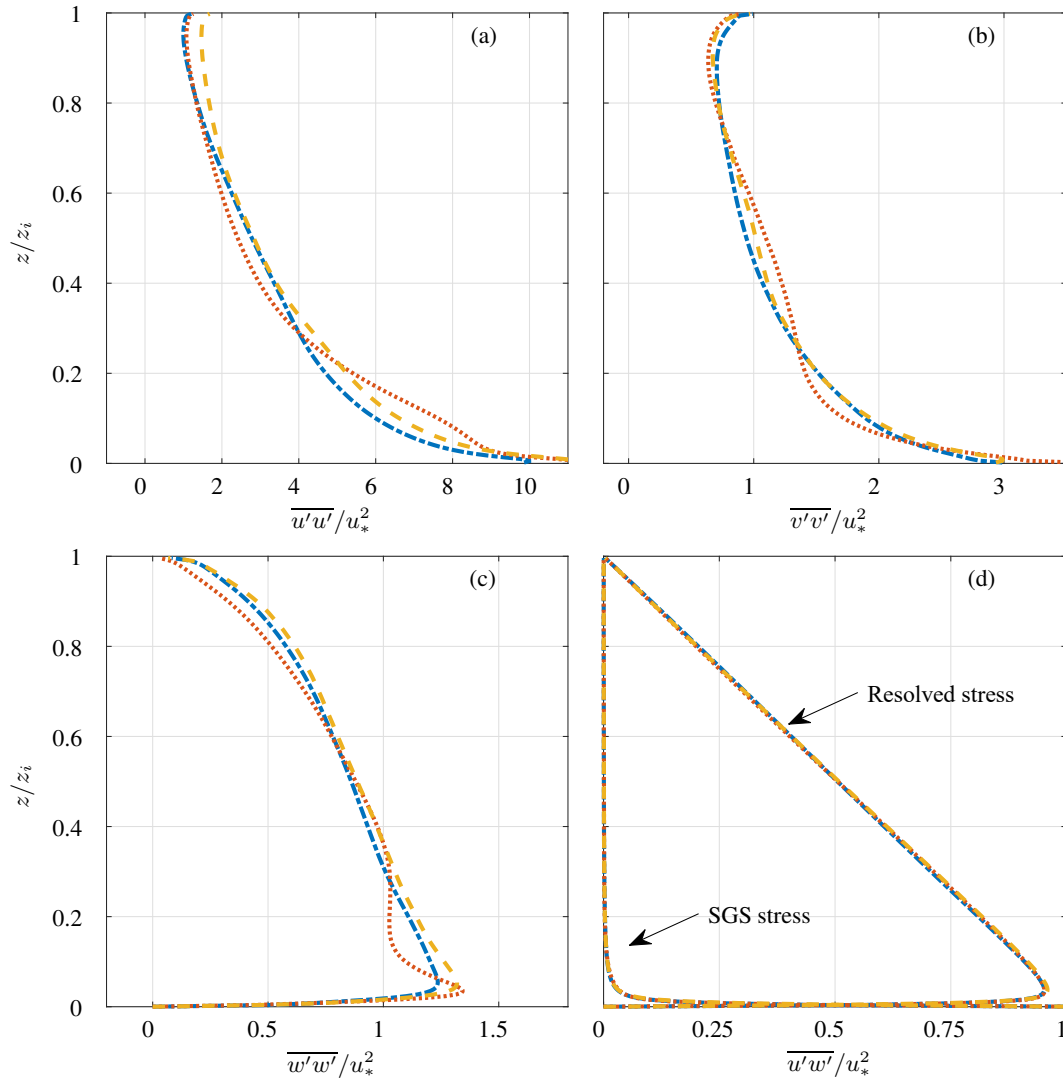 (a)
(b)
1
0.8
0.6
0.4
0.2
0
z/z_i
0 2 4 6 8 10
0 1 2 3
\overline{u'u'}/u_*^2
\overline{v'v'}/u_*^2
(c)
(d)
1
0.8
0.6
0.4
0.2
0
z/z_i
Resolved stress
SGS stress
0 0.5 1 1.5
0 0.25 0.5 0.75 1
\overline{w'w'}/u_*^2
\overline{u'w'}/u_*^2